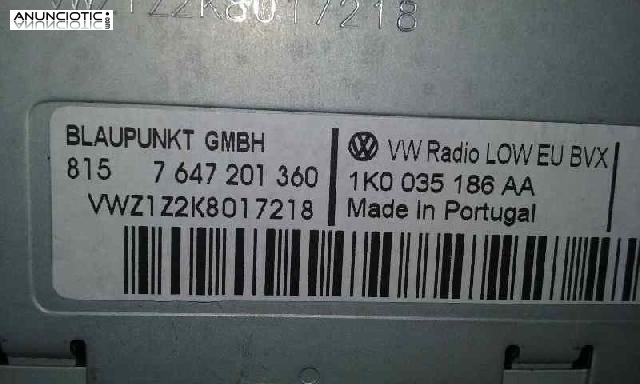 ANUNCIOTIC.es
VWZ1Z2K8017218
BLAUPUNKT GMBH
815 7 647 201 360
VWZ1Z2K8017218
VW Radio LOW EU BVX
1K0 035 186 AA
Made in Portugal